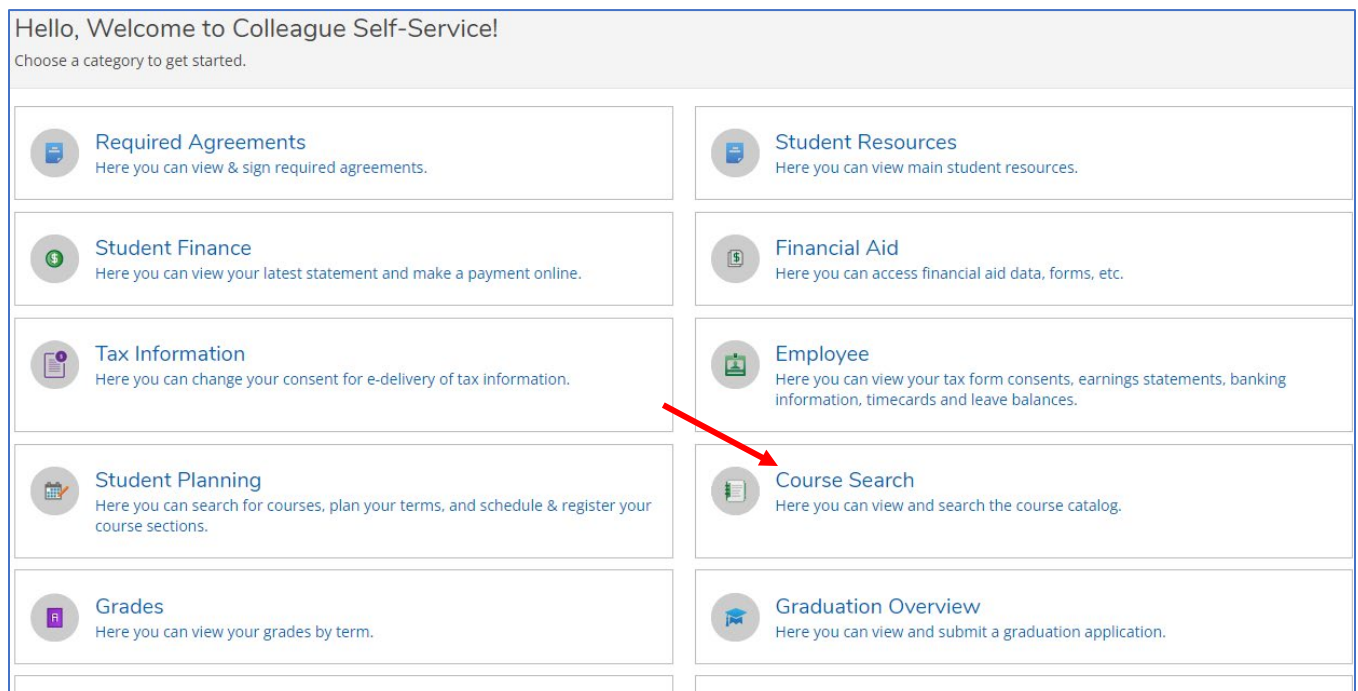 Hello, Welcome to Colleague Self-Service!
Choose a category to get started.
Required Agreements
Here you can view & sign required agreements.
Student Resources
Here you can view main student resources.
Student Finance
Here you can view your latest statement and make a payment online.
Financial Aid
Here you can access financial aid data, forms, etc.
Tax Information
Here you can change your consent for e-delivery of tax information.
Employee
Here you can view your tax form consents, earnings statements, banking
information, timecards and leave balances.
Student Planning
Here you can search for courses, plan your terms, and schedule & register your
course sections.
Course Search
Here you can view and search the course catalog.
Grades
Here you can view your grades by term.
Graduation Overview
Here you can view and submit a graduation application.